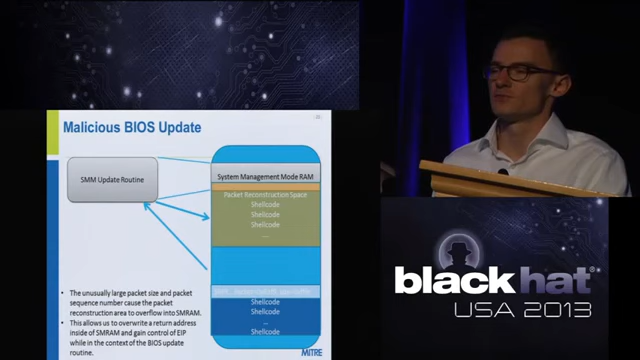 Malicious BIOS Update
SMM Update Routine
System Management Mode RAM
Packet Reconstruction Space
Shellcode
Shellcode
Shellcode
....
Shellcode
Shellcode
...
Shellcode
• The unusually large packet size and packet
sequence number cause the packet
reconstruction area to overflow into SMRAM.
• This allows us to overwrite a return address
inside of SMRAM and gain control of EIP
while in the context of the BIOS update
routine.
MITRE
black hat®
USA 2013